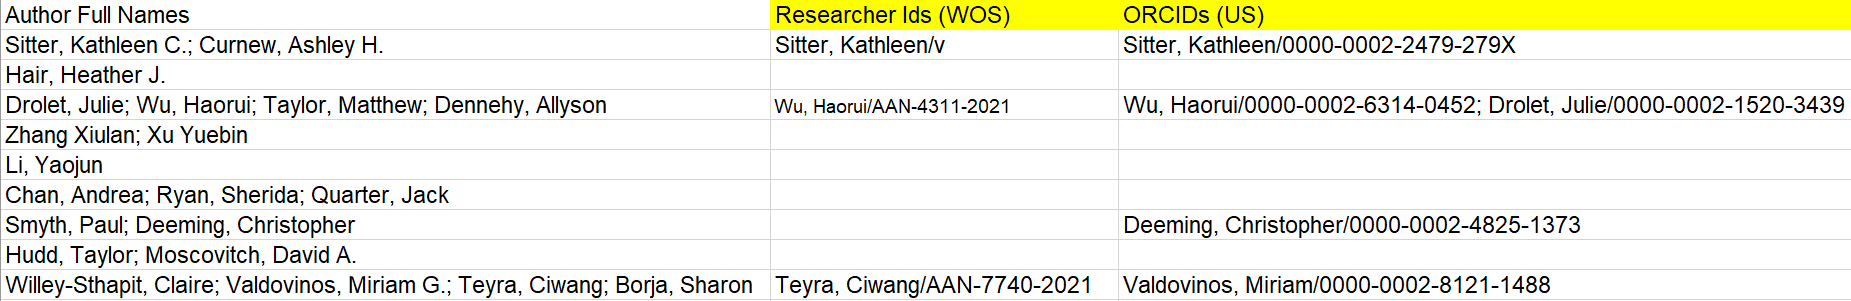 Author Full Names Researcher Ids (WOS) ORCIDs (US)
Sitter, Kathleen C.; Curnew, Ashley H. Sitter, Kathleen/v Sitter, Kathleen/0000-0002-2479-279X
Hair, Heather J.
Drolet, Julie; Wu, Haorui; Taylor, Matthew; Dennehy, Allyson Wu, Haorui/AAN-4311-2021 Wu, Haorui/0000-0002-6314-0452; Drolet, Julie/0000-0002-1520-3439
Zhang Xiulan; Xu Yuebin
Li, Yaojun
Chan, Andrea; Ryan, Sherida; Quarter, Jack
Smyth, Paul; Deeming, Christopher Deeming, Christopher/0000-0002-4825-1373
Hudd, Taylor; Moscovitch, David A.
Willey-Sthapit, Claire; Valdovinos, Miriam G.; Teyra, Ciwang; Borja, Sharon Teyra, Ciwang/AAN-7740-2021 Valdovinos, Miriam/0000-0002-8121-1488